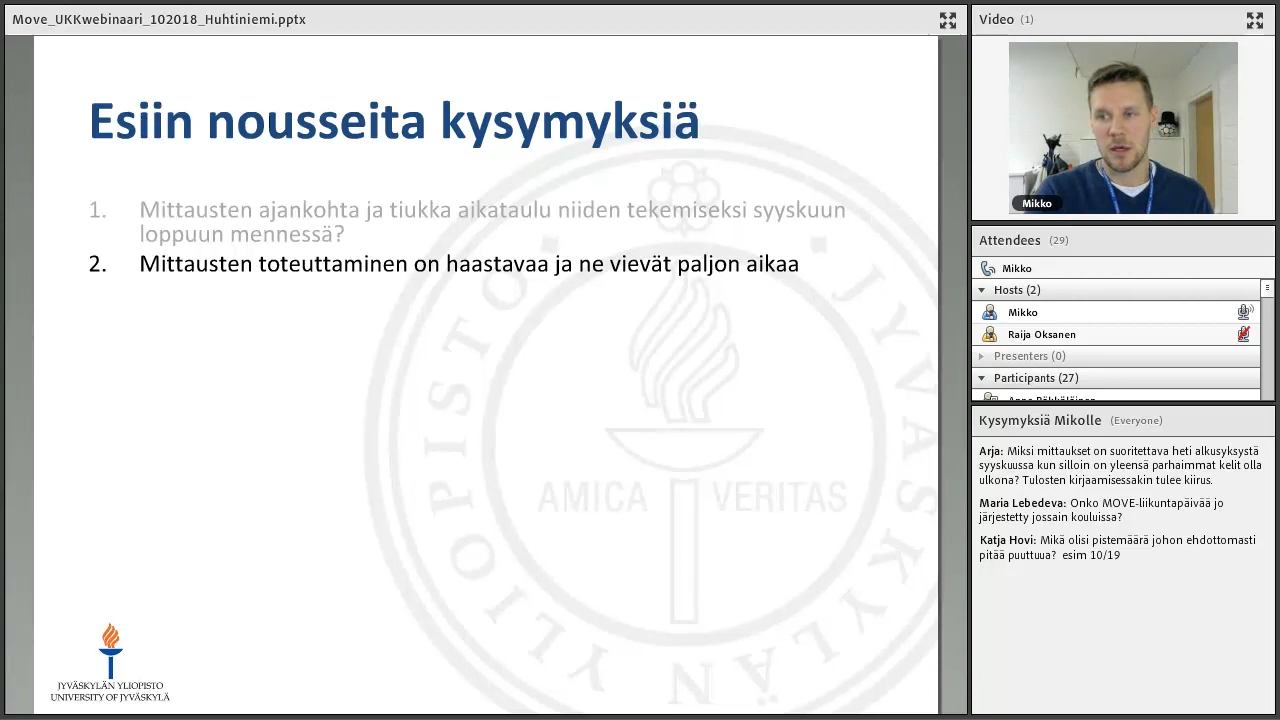 Move_UKKwebinaari_102018_Huhtiniemi.pptx
Esiin nousseita kysymyksiä
1. Mittausten ajankohta ja tiukka aikataulu niiden tekemiseksi syyskuun
loppuun mennessä?
2. Mittausten toteuttaminen on haastavaa ja ne vievät paljon aikaa
JYVÄSKYLÄN YLIOPISTO
AMICA VERITAS
JYVÄSKYLÄN YLIOPISTO
UNIVERSITY OF JYVÄSKYLÄ
Video (1)
Mikko
Attendees (29)
Mikko
Hosts (2)
Mikko
Raija Oksanen
Presenters (0)
Participants (27)
Kysymyksiä Mikolle (Everyone)
Arja: Miksi mittaukset on suoritettava heti alkusyksystä
syyskuussa kun silloin on yleensä parhaimmat kelit olla
ulkona? Tulosten kirjaamisessakin tulee kiirus.
Maria Lebedeva: Onko MOVE-liikuntapäivää jo
järjestetty jossain kouluissa?
Katja Hovi: Mikä olisi pistemäärä johon ehdottomasti
pitää puuttuua? esim 10/19